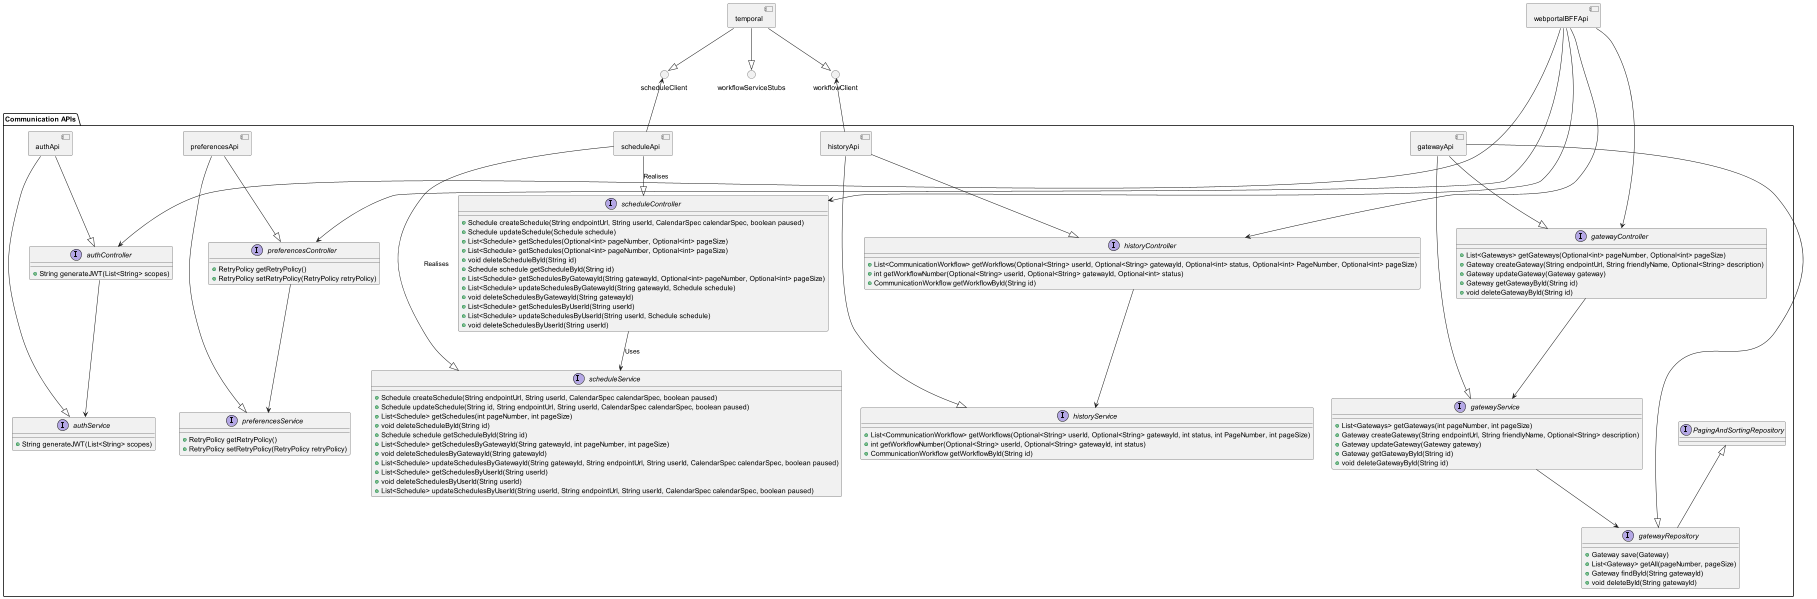 temporal
webportalBFFApi
scheduleClient
workflowServiceStubs
workflowClient
Communication APIs
authApi
preferencesApi
scheduleApi
historyApi
gatewayApi
Realises
I scheduleController
Schedule createSchedule(String endpointUrl, String userId, CalendarSpec calendarSpec, boolean paused)
Schedule updateSchedule(Schedule schedule)
List<Schedule> getSchedules(Optional<int> pageNumber, Optional<int> pageSize)
List<Schedule> getSchedules(Optional<int> pageNumber, Optional<int> pageSize)
void deleteScheduleById(String id)
Schedule schedule getScheduleById(String id)
List<Schedule> getSchedulesByGatewayId(String gatewayId, Optional<int> pageNumber, Optional<int> pageSize)
List<Schedule> updateSchedulesByGatewayId(String gatewayId, Schedule schedule)
void deleteSchedulesByGatewayId(String gatewayId)
List<Schedule> getSchedulesByUserId(String userId)
List<Schedule> updateSchedulesByUserId(String userId, Schedule schedule)
void deleteSchedulesByUserId(String userId)
I authController
String generateJWT(List<String> scopes)
I preferencesController
RetryPolicy getRetryPolicy()
RetryPolicy setRetryPolicy(RetryPolicy retryPolicy)
I historyController
List<CommunicationWorkflow> getWorkflows(Optional<String> userId, Optional<String> gatewayId, Optional<int> status, Optional<int> PageNumber, Optional<int> pageSize)
int getWorkflowNumber(Optional<String> userId, Optional<String> gatewayId, Optional<int> status)
CommunicationWorkflow getWorkflowById(String id)
I gatewayController
List<Gateways> getGateways(Optional<int> pageNumber, Optional<int> pageSize)
Gateway createGateway(String endpointUrl, String friendlyName, Optional<String> description)
Gateway updateGateway(Gateway gateway)
Gateway getGatewayById(String id)
void deleteGatewayById(String id)
Realises
Uses
I authService
String generateJWT(List<String> scopes)
I preferencesService
RetryPolicy getRetryPolicy()
RetryPolicy setRetryPolicy(RetryPolicy retryPolicy)
I scheduleService
Schedule createSchedule(String endpointUrl, String userId, CalendarSpec calendarSpec, boolean paused)
Schedule updateSchedule(String id, String endpointUrl, String userId, CalendarSpec calendarSpec, boolean paused)
List<Schedule> getSchedules(int pageNumber, int pageSize)
void deleteScheduleById(String id)
Schedule schedule getScheduleById(String id)
List<Schedule> getSchedulesByGatewayId(String gatewayId, int pageNumber, int pageSize)
void deleteSchedulesByGatewayId(String gatewayId)
List<Schedule> updateSchedulesByGatewayId(String gatewayId, String endpointUrl, String userId, CalendarSpec calendarSpec, boolean paused)
List<Schedule> getSchedulesByUserId(String userId)
void deleteSchedulesByUserId(String userId)
List<Schedule> updateSchedulesByUserId(String userId, String endpointUrl, String userId, CalendarSpec calendarSpec, boolean paused)
I historyService
List<CommunicationWorkflow> getWorkflows(Optional<String> userId, Optional<String> gatewayId, int status, int PageNumber, int pageSize)
int getWorkflowNumber(Optional<String> userId, Optional<String> gatewayId, int status)
CommunicationWorkflow getWorkflowById(String id)
I gatewayService
List<Gateways> getGateways(int pageNumber, int pageSize)
Gateway createGateway(String endpointUrl, String friendlyName, Optional<String> description)
Gateway updateGateway(Gateway gateway)
Gateway getGatewayById(String id)
void deleteGatewayById(String id)
I PagingAndSortingRepository
I gatewayRepository
Gateway save(Gateway)
List<Gateway> getAll(pageNumber, pageSize)
Gateway findById(String gatewayId)
void deleteById(String gatewayId)